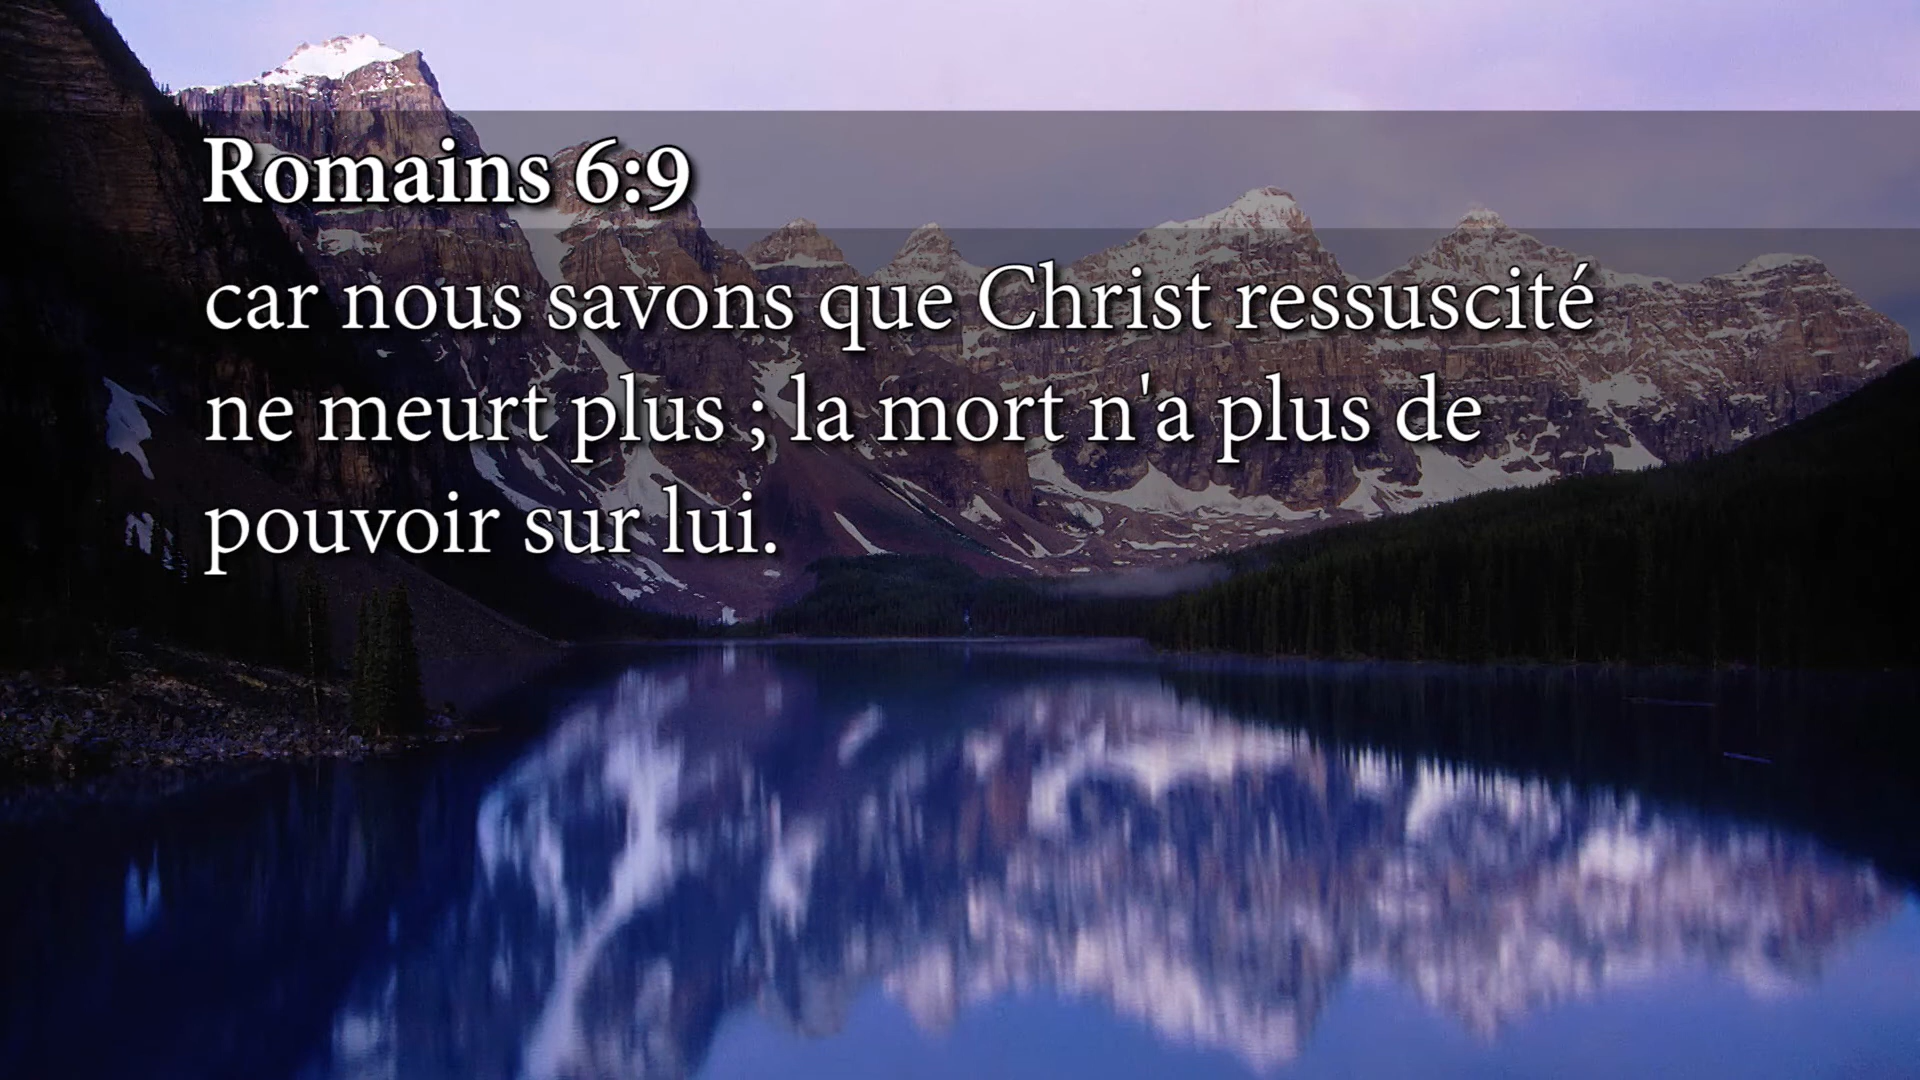 Romains 6:9
car nous savons que Christ ressuscité
ne meurt plus ; la mort n'a plus de
pouvoir sur lui.